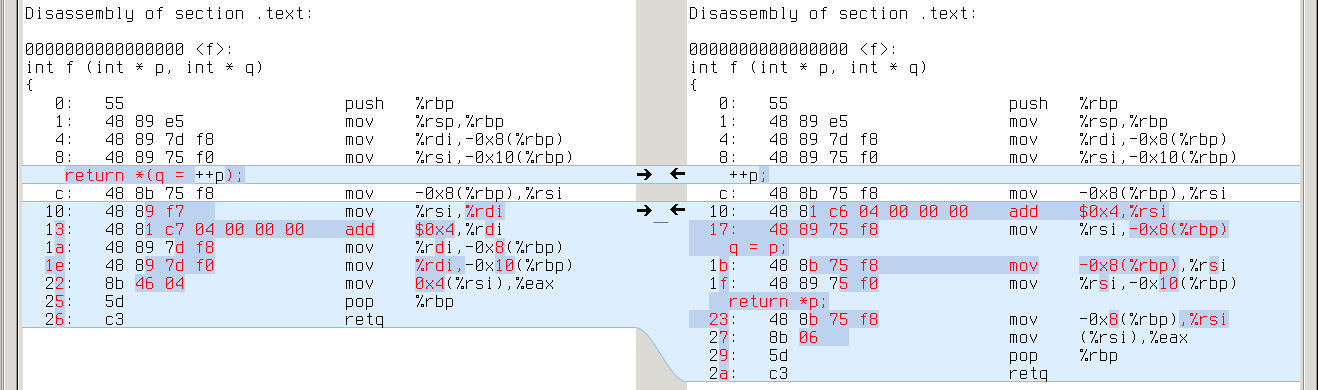 Disassembly of section .text:
0000000000000000 <f>:
int f (int * p, int * q)
{
0: 55 push %rbp
1: 48 89 e5 mov %rsp,%rbp
4: 48 89 7d f8 mov %rdi,-0x8(%rbp)
8: 48 89 75 f0 mov %rsi,-0x10(%rbp)
return *(q = ++p);
c: 48 8b 75 f8 mov -0x8(%rbp),%rsi
10: 48 89 f7 mov %rsi,%rdi
13: 48 81 c7 04 00 00 00 add $0x4,%rdi
1a: 48 89 7d f8 mov %rdi,-0x8(%rbp)
1e: 48 89 7d f0 mov %rdi,-0x10(%rbp)
22: 8b 46 04 mov 0x4(%rsi),%eax
25: 5d pop %rbp
26: c3 retq
Disassembly of section .text:
0000000000000000 <f>:
int f (int * p, int * q)
{
0: 55 push %rbp
1: 48 89 e5 mov %rsp,%rbp
4: 48 89 7d f8 mov %rdi,-0x8(%rbp)
8: 48 89 75 f0 mov %rsi,-0x10(%rbp)
++p;
c: 48 8b 75 f8 mov -0x8(%rbp),%rsi
10: 48 81 c6 04 00 00 00 add $0x4,%rsi
17: 48 89 75 f8 mov %rsi,-0x8(%rbp)
q = p;
1b: 48 8b 75 f8 mov -0x8(%rbp),%rsi
1f: 48 89 75 f0 mov %rsi,-0x10(%rbp)
return *p;
23: 48 8b 75 f8 mov -0x8(%rbp),%rsi
27: 8b 06 mov (%rsi),%eax
29: 5d pop %rbp
2a: c3 retq